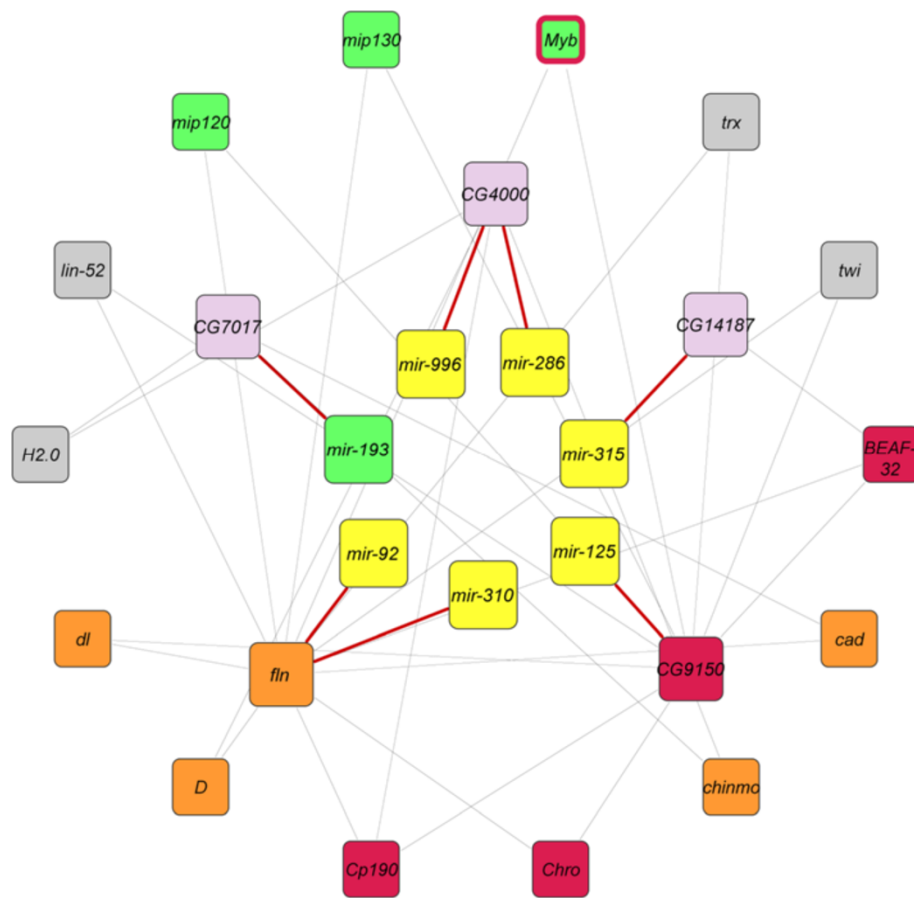 mip130
Myb
mip120
trx
CG4000
lin-52
twi
CG7017
CG14187
mir-996
mir-286
H2.0
mir-193
mir-315
BEAF-
32
mir-92
mir-125
mir-310
dl
cad
fln
CG9150
D
chinmo
Cp190
Chro